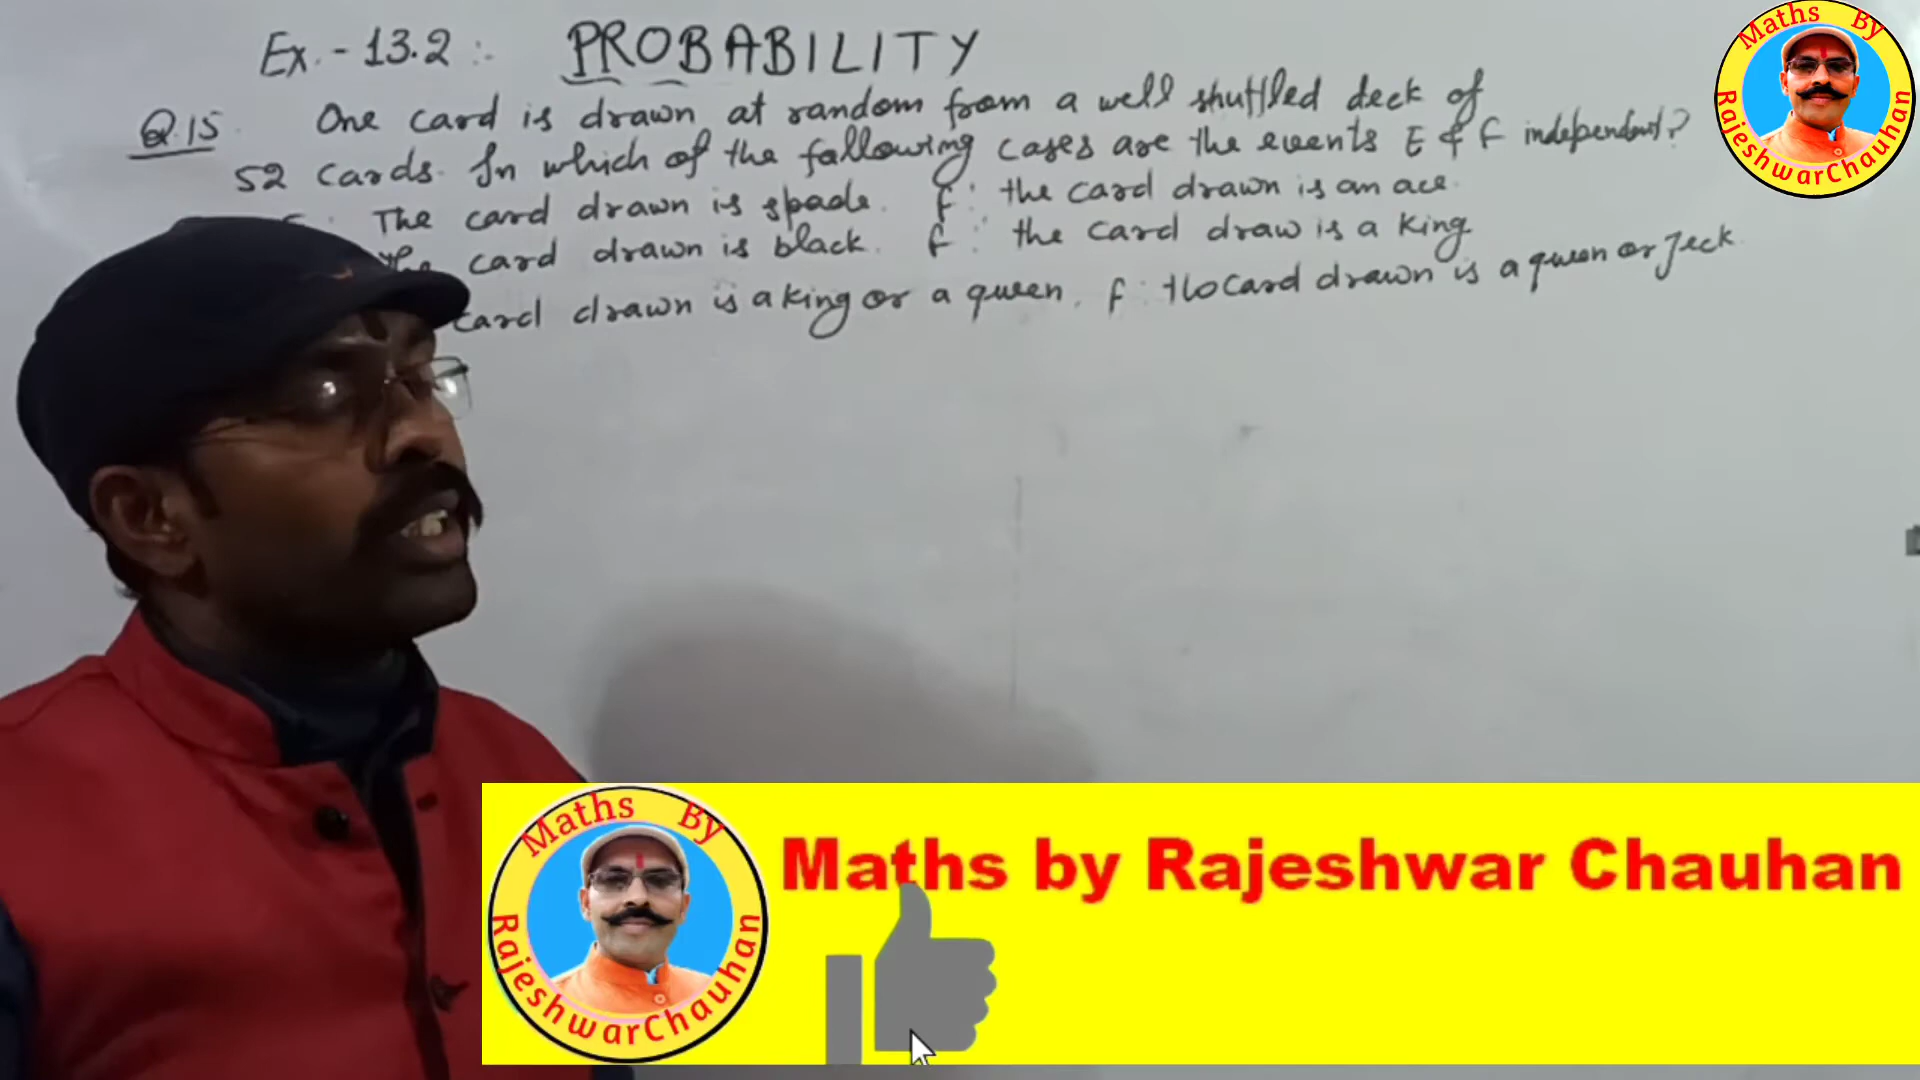 Ex.- 13.2 :- PROBABILITY
Q.15 One card is drawn at random from a well shuffled deck of
52 cards. In which of the following cases are the events E & F independent?
The card drawn is spade. f: the card drawn is an ace.
the card drawn is black. f: the card draw is a king
card drawn is a king or a queen. f: the card drawn is a queen or Jeck.
Maths By
RajeshwarChauhan
Maths By
RajeshwarChauhan
Maths by Rajeshwar Chauhan